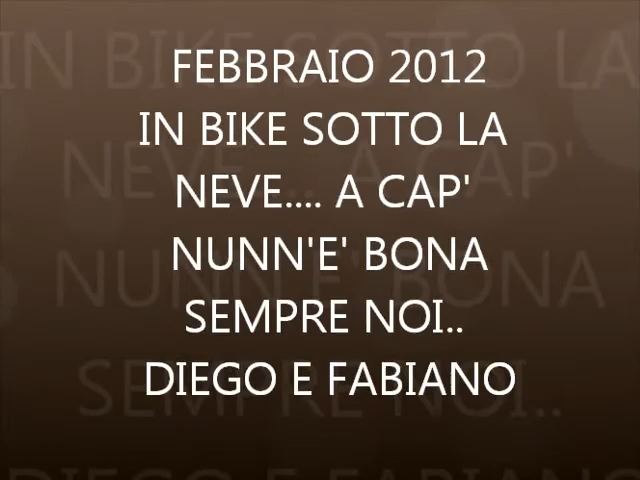 FEBBRAIO 2012
IN BIKE SOTTO LA
NEVE.... A CAP'
NUNN'E' BONA
SEMPRE NOI..
DIEGO E FABIANO